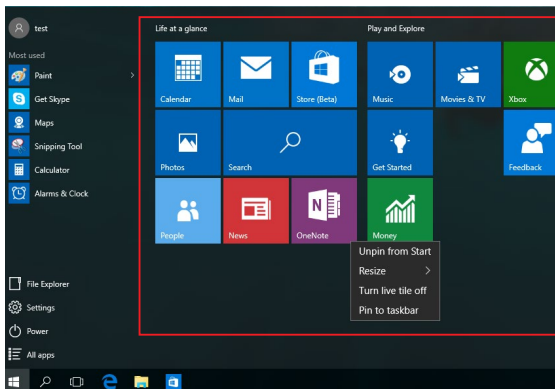 test
Most used
Paint
Get Skype
Maps
Snipping Tool
Calculator
Alarms & Clock
File Explorer
Settings
Power
All apps
Life at a glance
Play and Explore
Calendar
Mail
Store (Beta)
Music
Movies & TV
Xbox
Photos
Search
Get Started
Feedback
People
News
OneNote
Money
Unpin from Start
Resize
Turn live tile off
Pin to taskbar